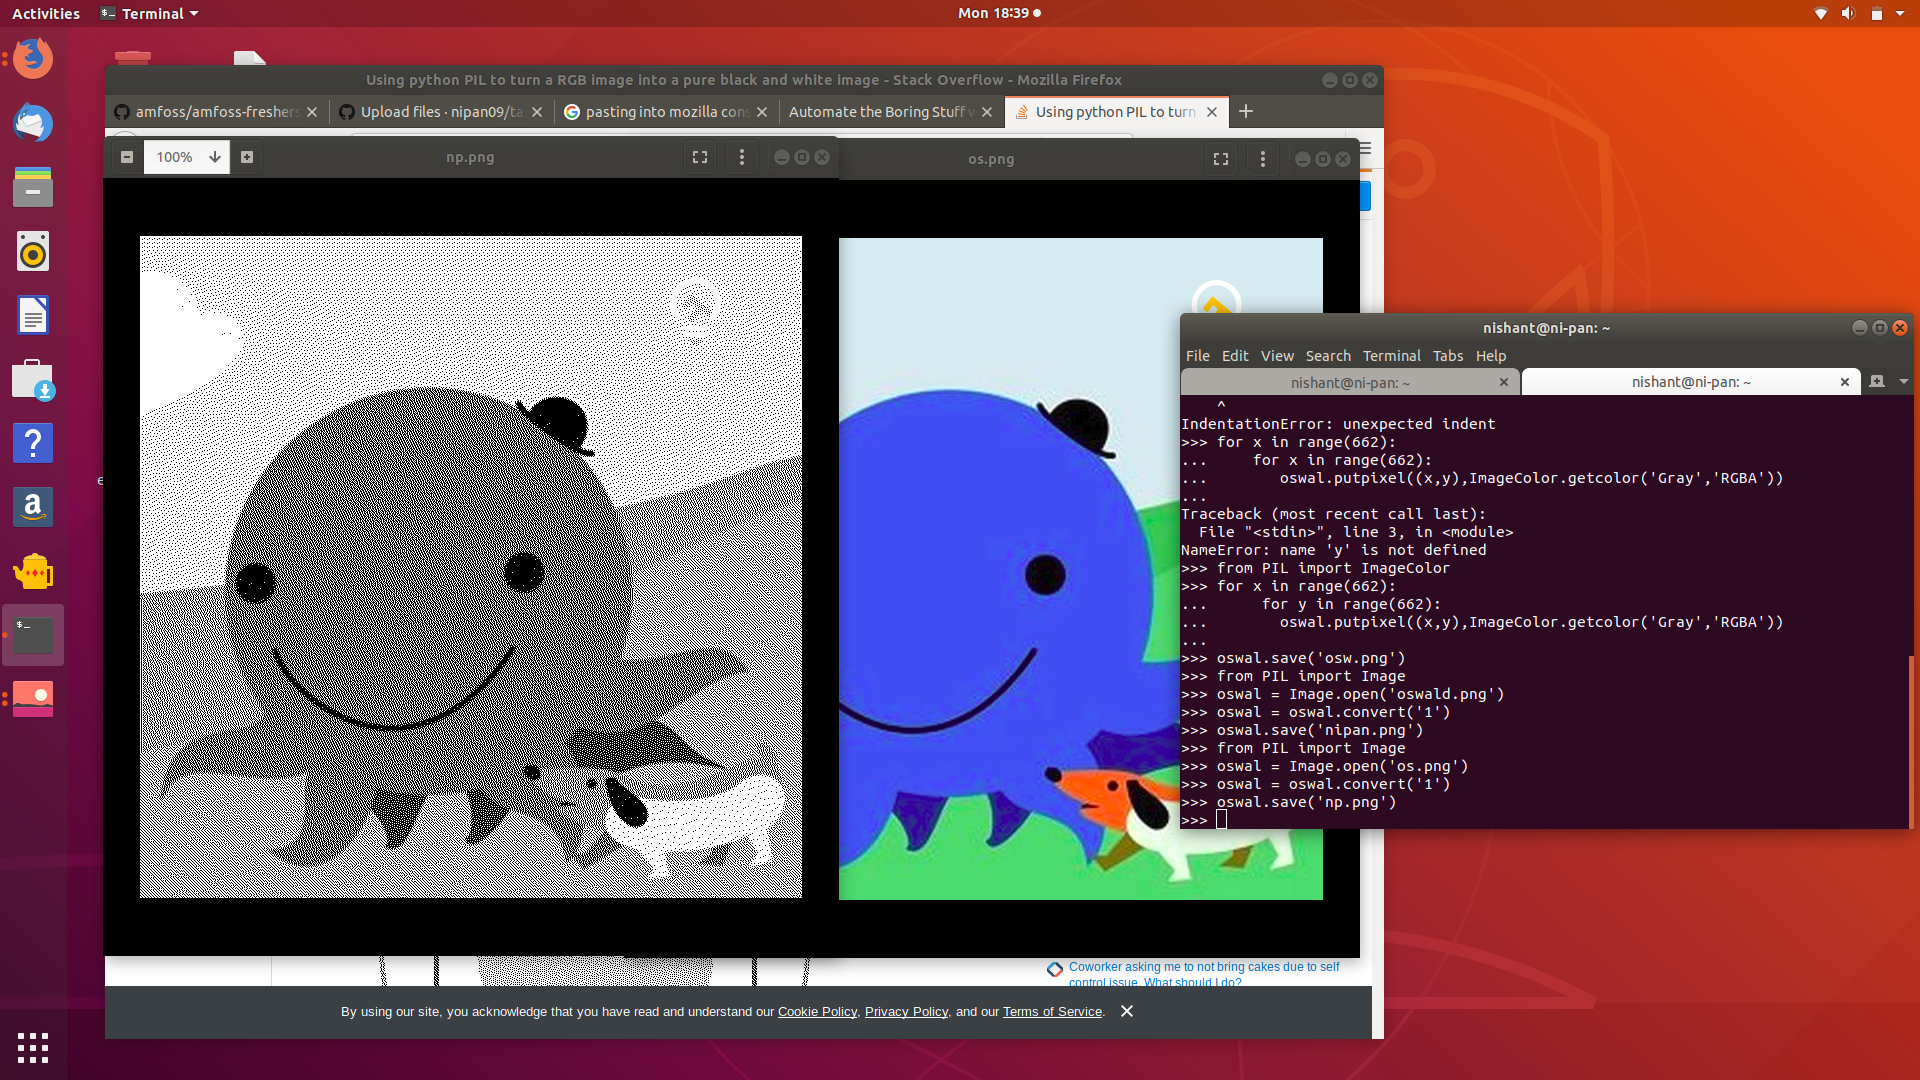 Activities
Terminal
Mon 18:39
Using python PIL to turn a RGB image into a pure black and white image - Stack Overflow - Mozilla Firefox
amfoss/amfoss-freshers
Upload files · nipan09/ta
pasting into mozilla cons
Automate the Boring Stuff w
Using python PIL to turn
100%
np.png
os.png
nishant@ni-pan: ~
File Edit View Search Terminal Tabs Help
nishant@ni-pan: ~
nishant@ni-pan: ~
^
IndentationError: unexpected indent
>>> for x in range(662):
...     for x in range(662):
...        oswal.putpixel((x,y),ImageColor.getcolor('Gray','RGBA'))
...
Traceback (most recent call last):
  File "<stdin>", line 3, in <module>
NameError: name 'y' is not defined
>>> from PIL import ImageColor
>>> for x in range(662):
...      for y in range(662):
...        oswal.putpixel((x,y),ImageColor.getcolor('Gray','RGBA'))
...
>>> oswal.save('osw.png')
>>> from PIL import Image
>>> oswal = Image.open('oswald.png')
>>> oswal = oswal.convert('1')
>>> oswal.save('nipan.png')
>>> from PIL import Image
>>> oswal = Image.open('os.png')
>>> oswal = oswal.convert('1')
>>> oswal.save('np.png')
>>>
Coworker asking me to not bring cakes due to self
control issue. What should I do?
By using our site, you acknowledge that you have read and understand our Cookie Policy, Privacy Policy, and our Terms of Service.